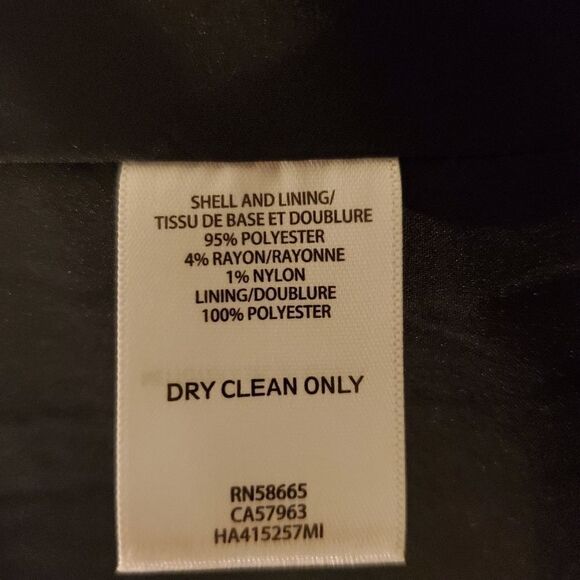 SHELL AND LINING/
TISSU DE BASE ET DOUBLURE
95% POLYESTER
4% RAYON/RAYONNE
1% NYLON
LINING/DOUBLURE
100% POLYESTER
DRY CLEAN ONLY
RN58665
CA57963
HA415257MI